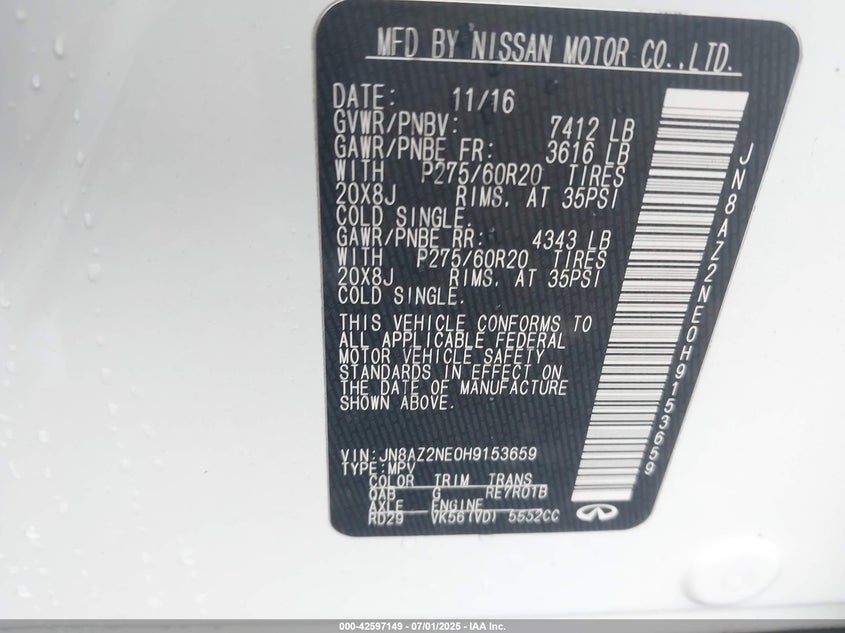 MFD BY NISSAN MOTOR CO.,LTD.
DATE: 11/16
GVWR/PNBV: 7412 LB
GAWR/PNBE FR: 3616 LB
WITH P275/60R20 TIRES
20X8J RIMS, AT 35PSI
COLD SINGLE.
GAWR/PNBE RR: 4343 LB
WITH P275/60R20 TIRES
20X8J RIMS, AT 35PSI
COLD SINGLE.
THIS VEHICLE CONFORMS TO
ALL APPLICABLE FEDERAL
MOTOR VEHICLE SAFETY
STANDARDS IN EFFECT ON
THE DATE OF MANUFACTURE
SHOWN ABOVE.
VIN:JN8AZ2NE0H9153659
TYPE:MPV
COLOR TRIM TRANS
QAB G RE7R01B
AXLE ENGINE
RD29 VK56(VD) 5552CC
JN8AZ2NE0H9153659
000-42597149 - 07/01/2025 - IAA Inc.